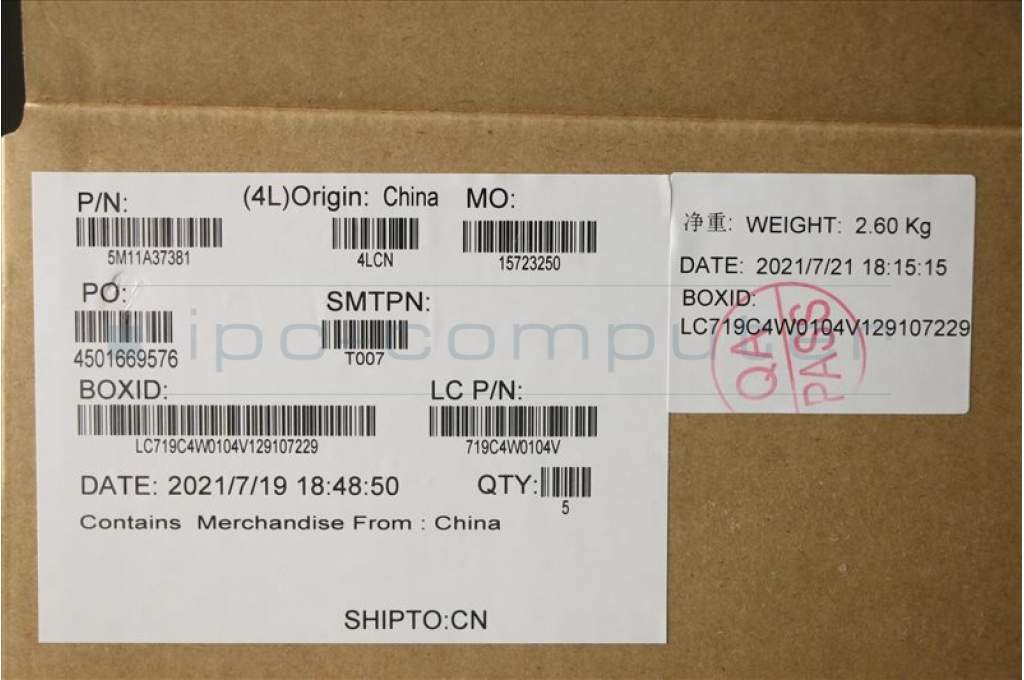 P/N:
5M11A37381
(4L)Origin: China
4LCN
MO:
15723250
PO:
4501669576
SMTPN:
T007
BOXID:
LC719C4W0104V129107229
LC P/N:
719C4W0104V
DATE: 2021/7/19 18:48:50
QTY:
5
Contains Merchandise From : China
SHIPTO:CN
净重: WEIGHT: 2.60 Kg
DATE: 2021/7/21 18:15:15
BOXID:
LC719C4W0104V129107229
QA
PASS
ipc-computer